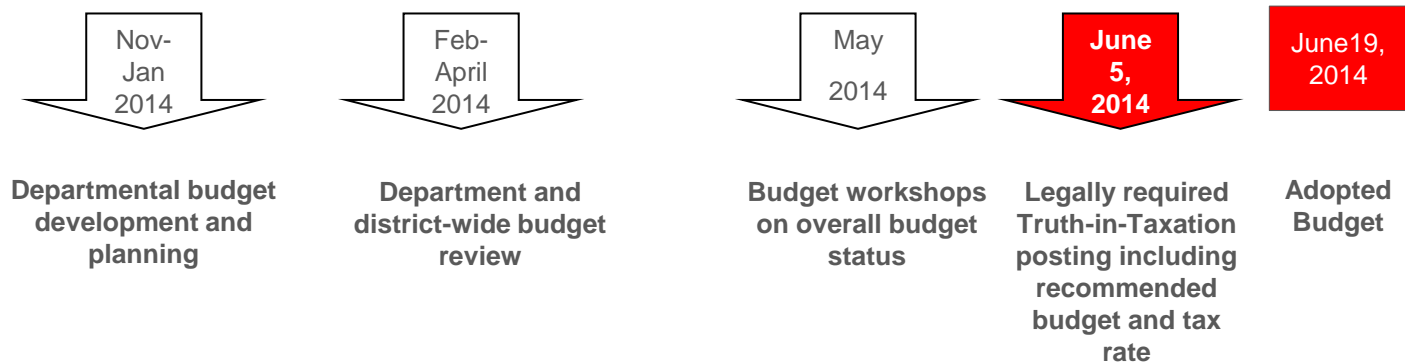 Nov-
Jan
2014
Feb-
April
2014
May
2014
June
5,
2014
June19,
2014
Departmental budget
development and
planning
Department and
district-wide budget
review
Budget workshops
on overall budget
status
Legally required
Truth-in-Taxation
posting including
recommended
budget and tax
rate
Adopted
Budget